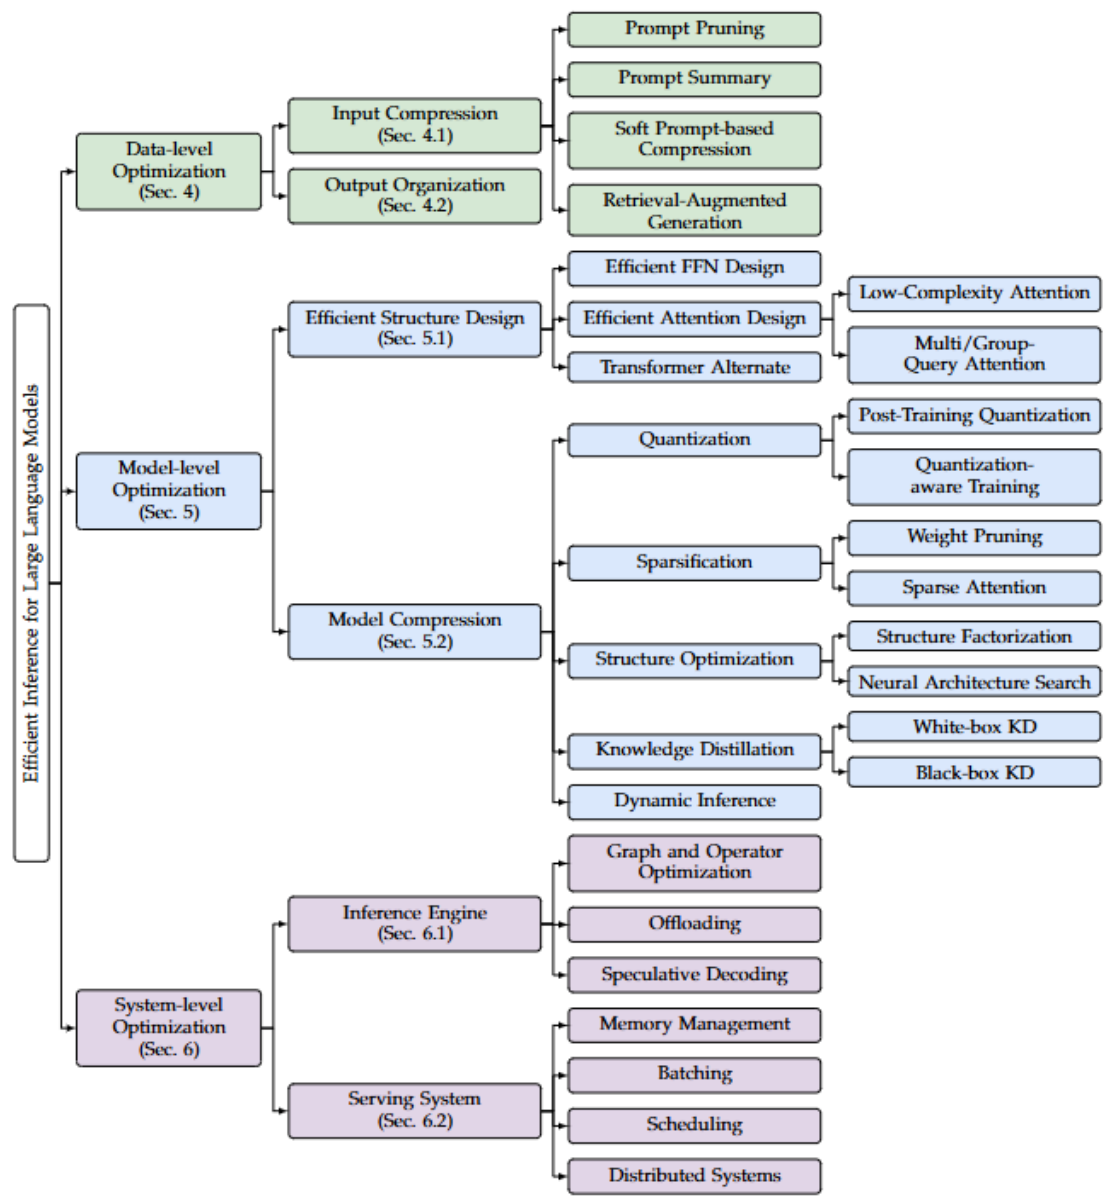 Efficient Inference for Large Language Models
Data-level
Optimization
(Sec. 4)
Input Compression
(Sec. 4.1)
Prompt Pruning
Prompt Summary
Soft Prompt-based
Compression
Retrieval-Augmented
Generation
Output Organization
(Sec. 4.2)
Model-level
Optimization
(Sec. 5)
Efficient Structure Design
(Sec. 5.1)
Efficient FFN Design
Efficient Attention Design
Low-Complexity Attention
Multi/Group-
Query Attention
Transformer Alternate
Model Compression
(Sec. 5.2)
Quantization
Post-Training Quantization
Quantization-
aware Training
Sparsification
Weight Pruning
Sparse Attention
Structure Optimization
Structure Factorization
Neural Architecture Search
Knowledge Distillation
White-box KD
Black-box KD
Dynamic Inference
System-level
Optimization
(Sec. 6)
Inference Engine
(Sec. 6.1)
Graph and Operator
Optimization
Offloading
Speculative Decoding
Serving System
(Sec. 6.2)
Memory Management
Batching
Scheduling
Distributed Systems